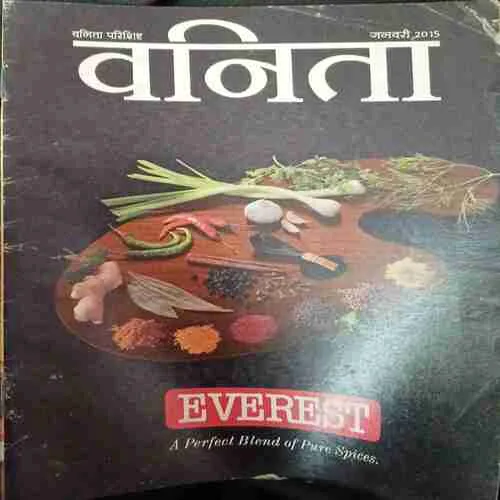 वनिता परिशिष्ट
जनवरी 2015
वनिता
EVEREST
A Perfect Blend of Pure Spices.